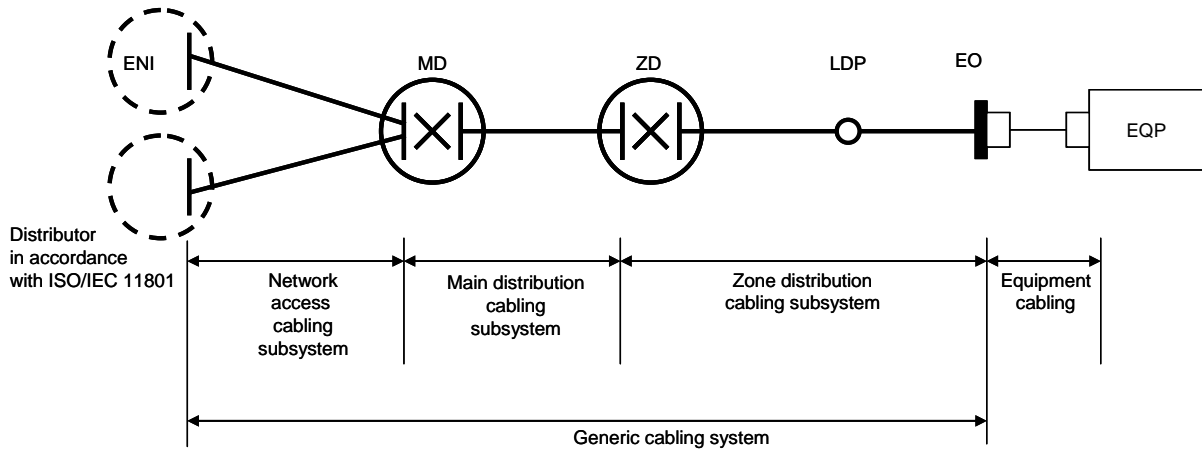 ENI
MD
ZD
LDP
EO
EQP
Distributor
in accordance
with ISO/IEC 11801
Network
access
cabling
subsystem
Main distribution
cabling
subsystem
Zone distribution
cabling subsystem
Equipment
cabling
Generic cabling system